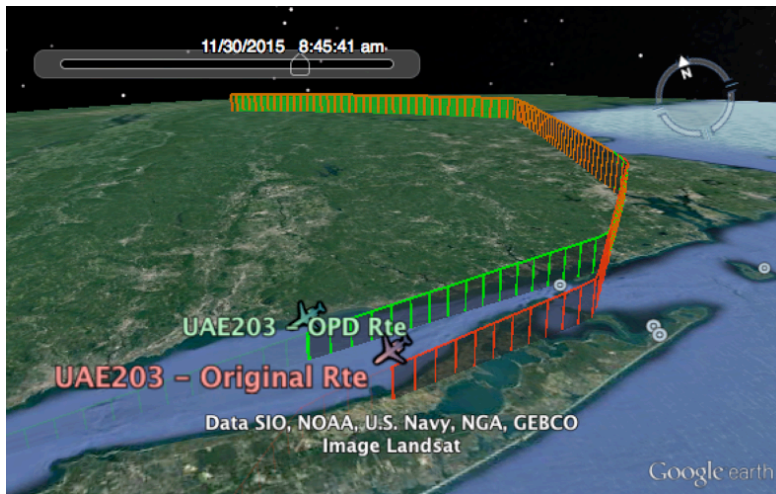 11/30/2015 8:45:41 am
N
UAE203 - OPD Rte
UAE203 - Original Rte
Data SIO, NOAA, U.S. Navy, NGA, GEBCO
Image Landsat
Google earth